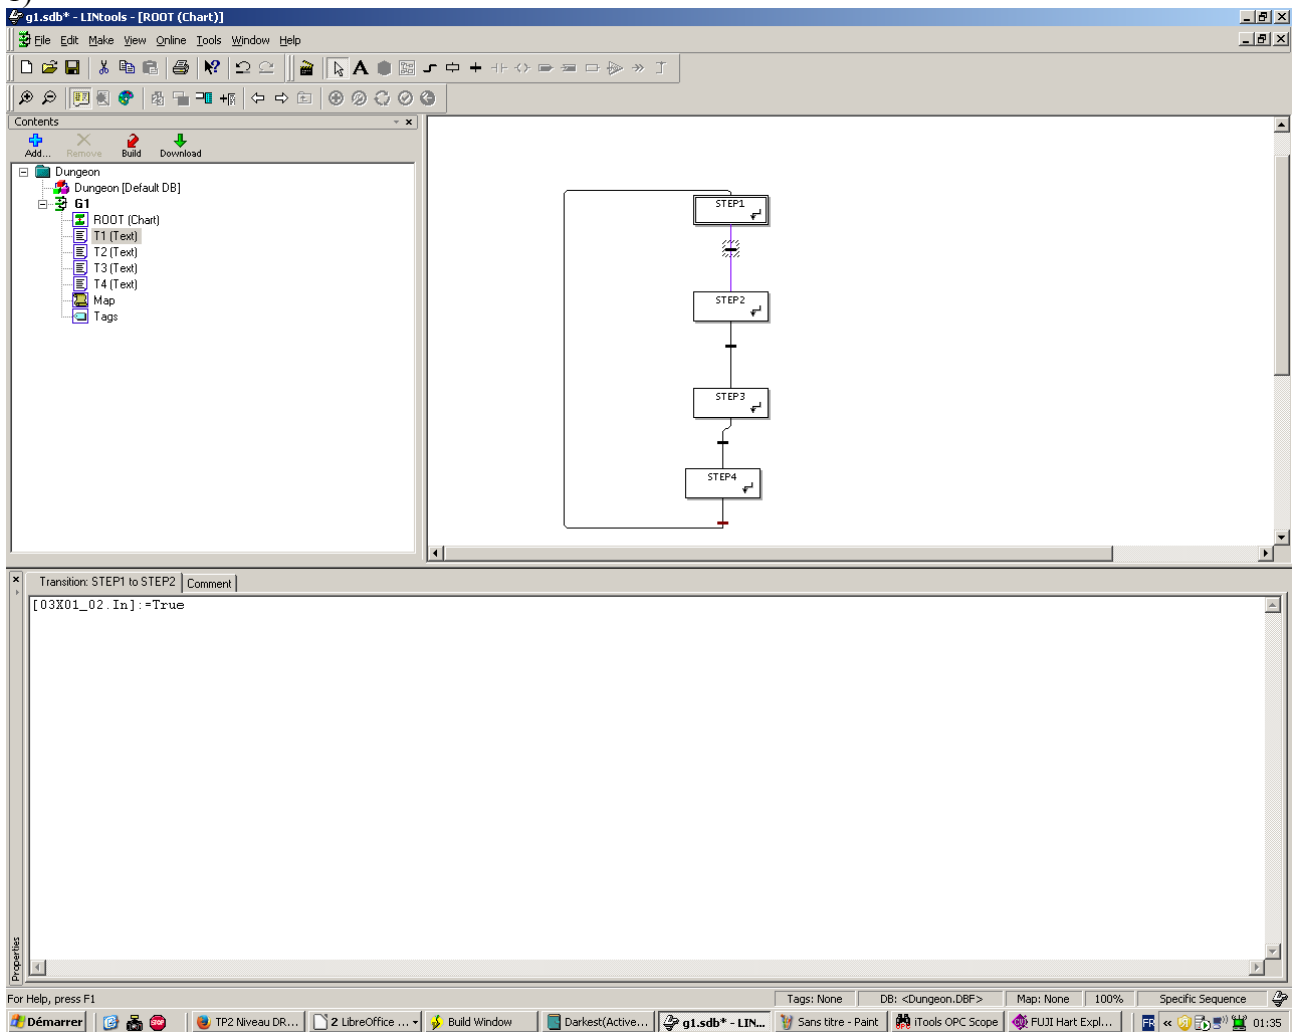 g1.sdb* - LINtools - [ROOT (Chart)]
File Edit Make View Online Tools Window Help
Contents
Add... Remove Build Download
Dungeon
Dungeon [Default DB]
G1
ROOT (Chart)
T1 (Text)
T2 (Text)
T3 (Text)
T4 (Text)
Map
Tags
STEP1
STEP2
STEP3
STEP4
Transition: STEP1 to STEP2 Comment
[03X01_02.In]:=True
Properties
For Help, press F1 Tags: None DB: <Dungeon.DBF> Map: None 100% Specific Sequence
Démarrer TP2 Niveau DR... 2 LibreOffice ... Build Window Darkest(Active... g1.sdb* - LIN... Sans titre - Paint iTools OPC Scope FUJI Hart Expl... FR « 01:35